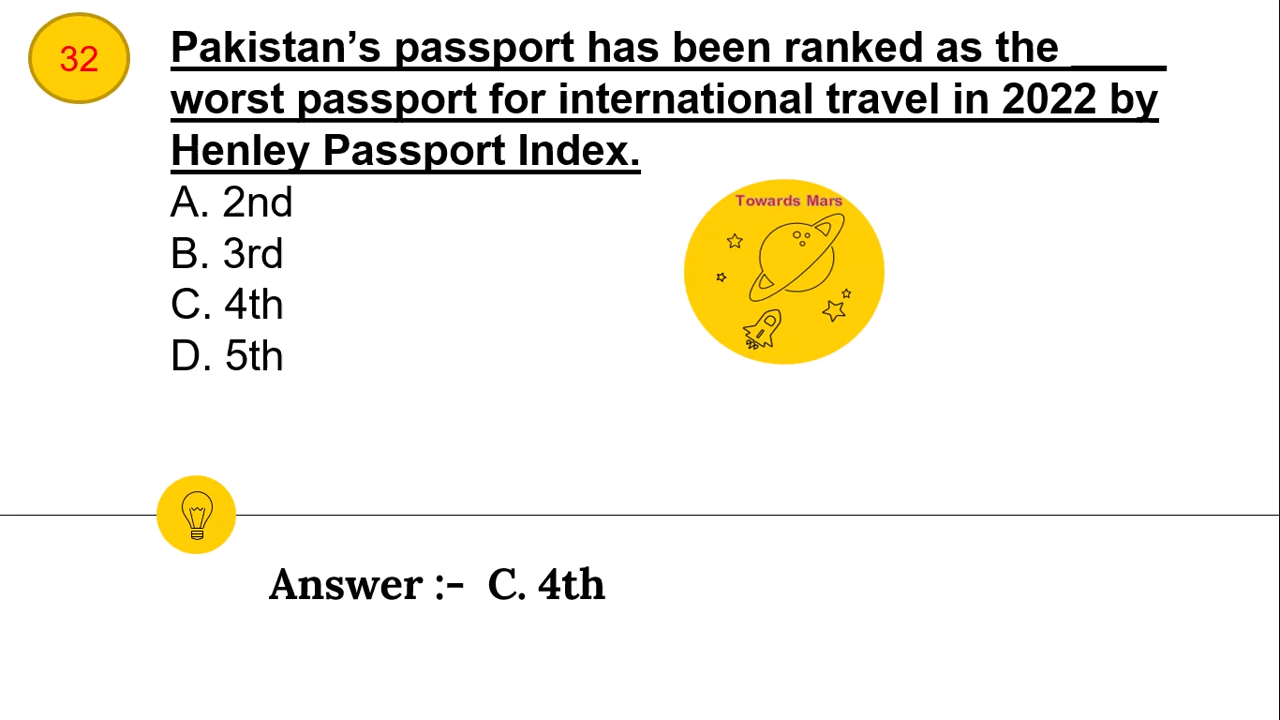 32
Pakistan’s passport has been ranked as the ____
worst passport for international travel in 2022 by
Henley Passport Index.
A. 2nd
B. 3rd
C. 4th
D. 5th
Towards Mars
Answer :- C. 4th